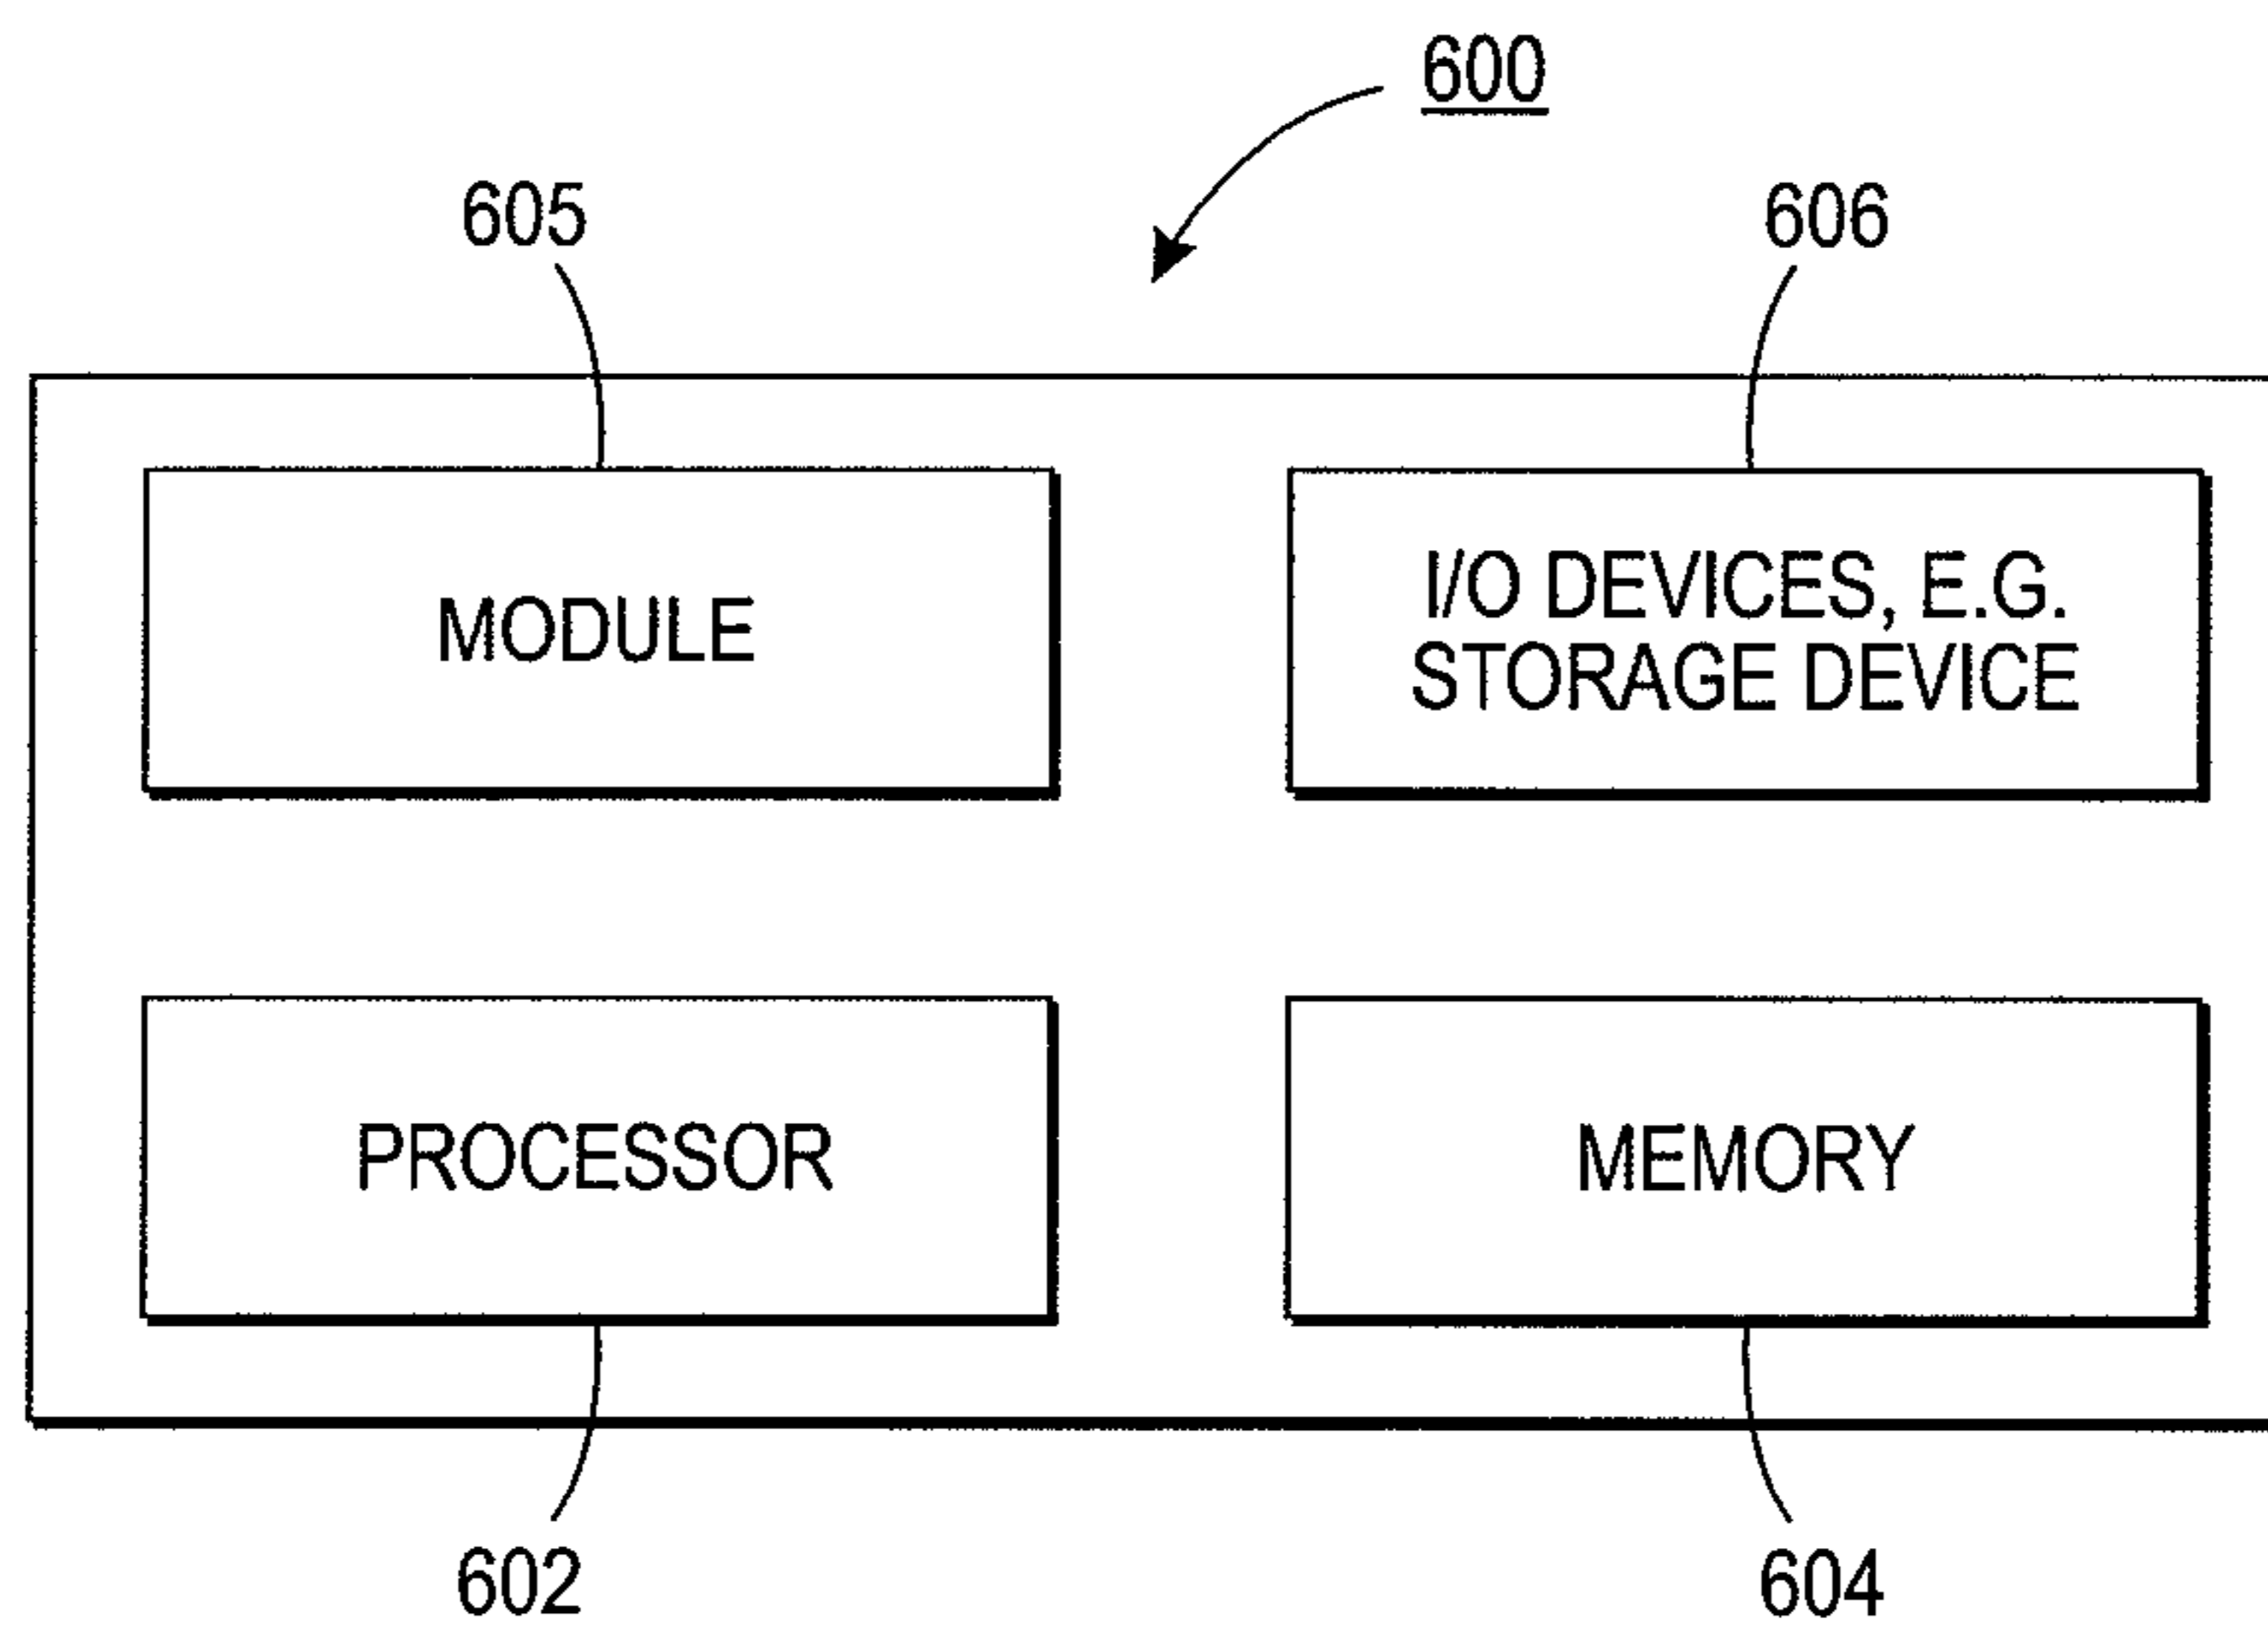 600
605
606
MODULE
I/O DEVICES, E.G.
STORAGE DEVICE
PROCESSOR
MEMORY
602
604